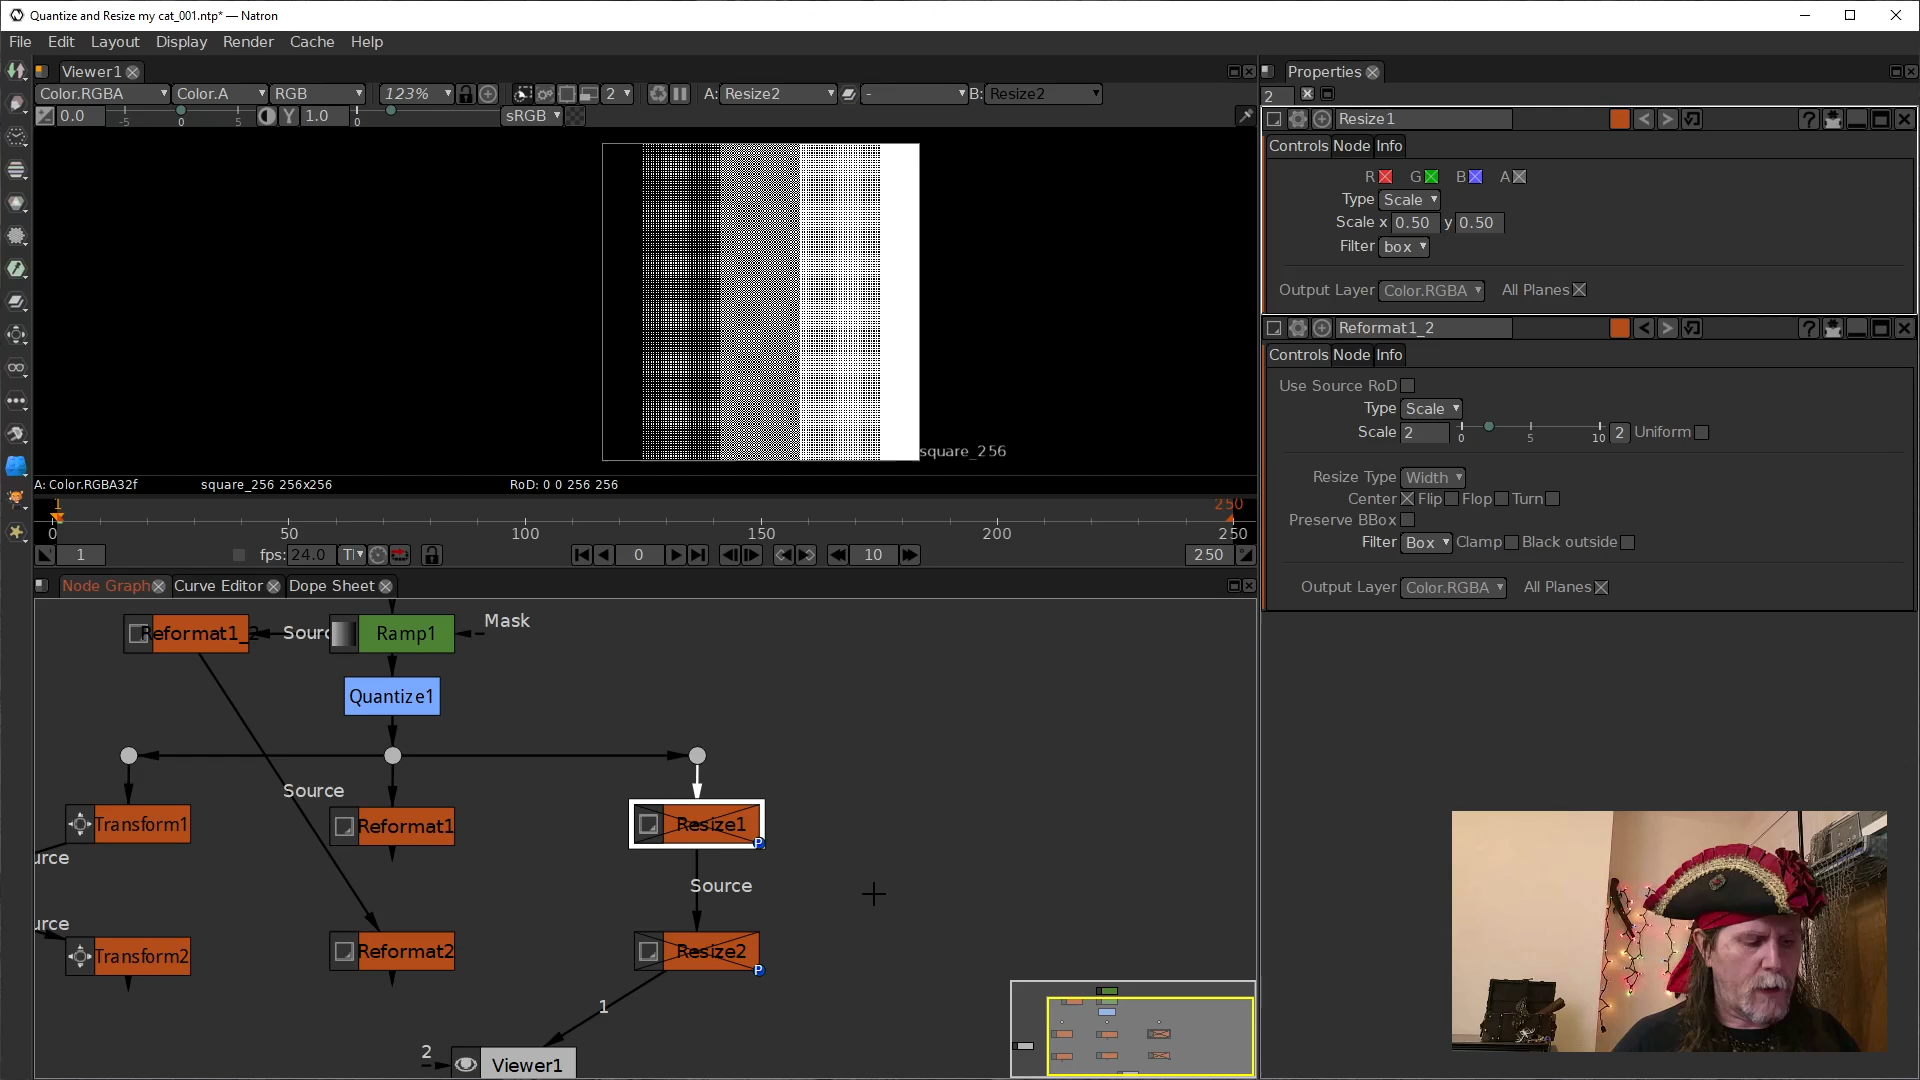 Quantize and Resize my cat_001.ntp* — Natron
File Edit Layout Display Render Cache Help
Viewer1
Color.RGBA Color.A RGB 123% 2 A: Resize2 - B: Resize2
0.0 -5 0 5 Y 1.0 0 sRGB
square_256
A: Color.RGBA32f square_256 256x256 RoD: 0 0 256 256
1 250
0 50 100 150 200 250
1 fps: 24.0 0 10 250
Node Graph Curve Editor Dope Sheet
Reformat1_2 Sourc Ramp1 Mask
Quantize1
Source
Transform1 Reformat1 Resize1 P
urce
Source
urce
Transform2 Reformat2 Resize2 P
1
2 Viewer1
Properties
2
Resize1 < > ?
Controls Node Info
R G B A
Type Scale
Scale x 0.50 y 0.50
Filter box
Output Layer Color.RGBA All Planes
Reformat1_2 < > ?
Controls Node Info
Use Source RoD
Type Scale
Scale 2 0 5 10 2 Uniform
Resize Type Width
Center Flip Flop Turn
Preserve BBox
Filter Box Clamp Black outside
Output Layer Color.RGBA All Planes